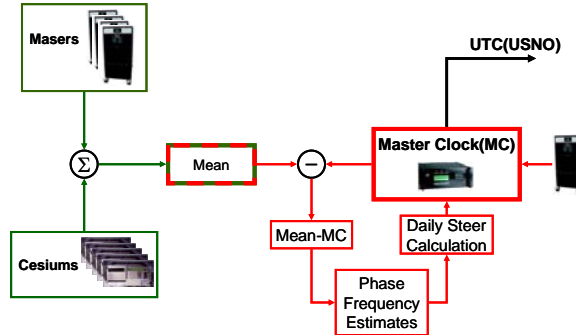 Masers
UTC(USNO)
Master Clock(MC)
Σ
Mean
−
Mean-MC
Daily Steer
Calculation
Cesiums
Phase
Frequency
Estimates